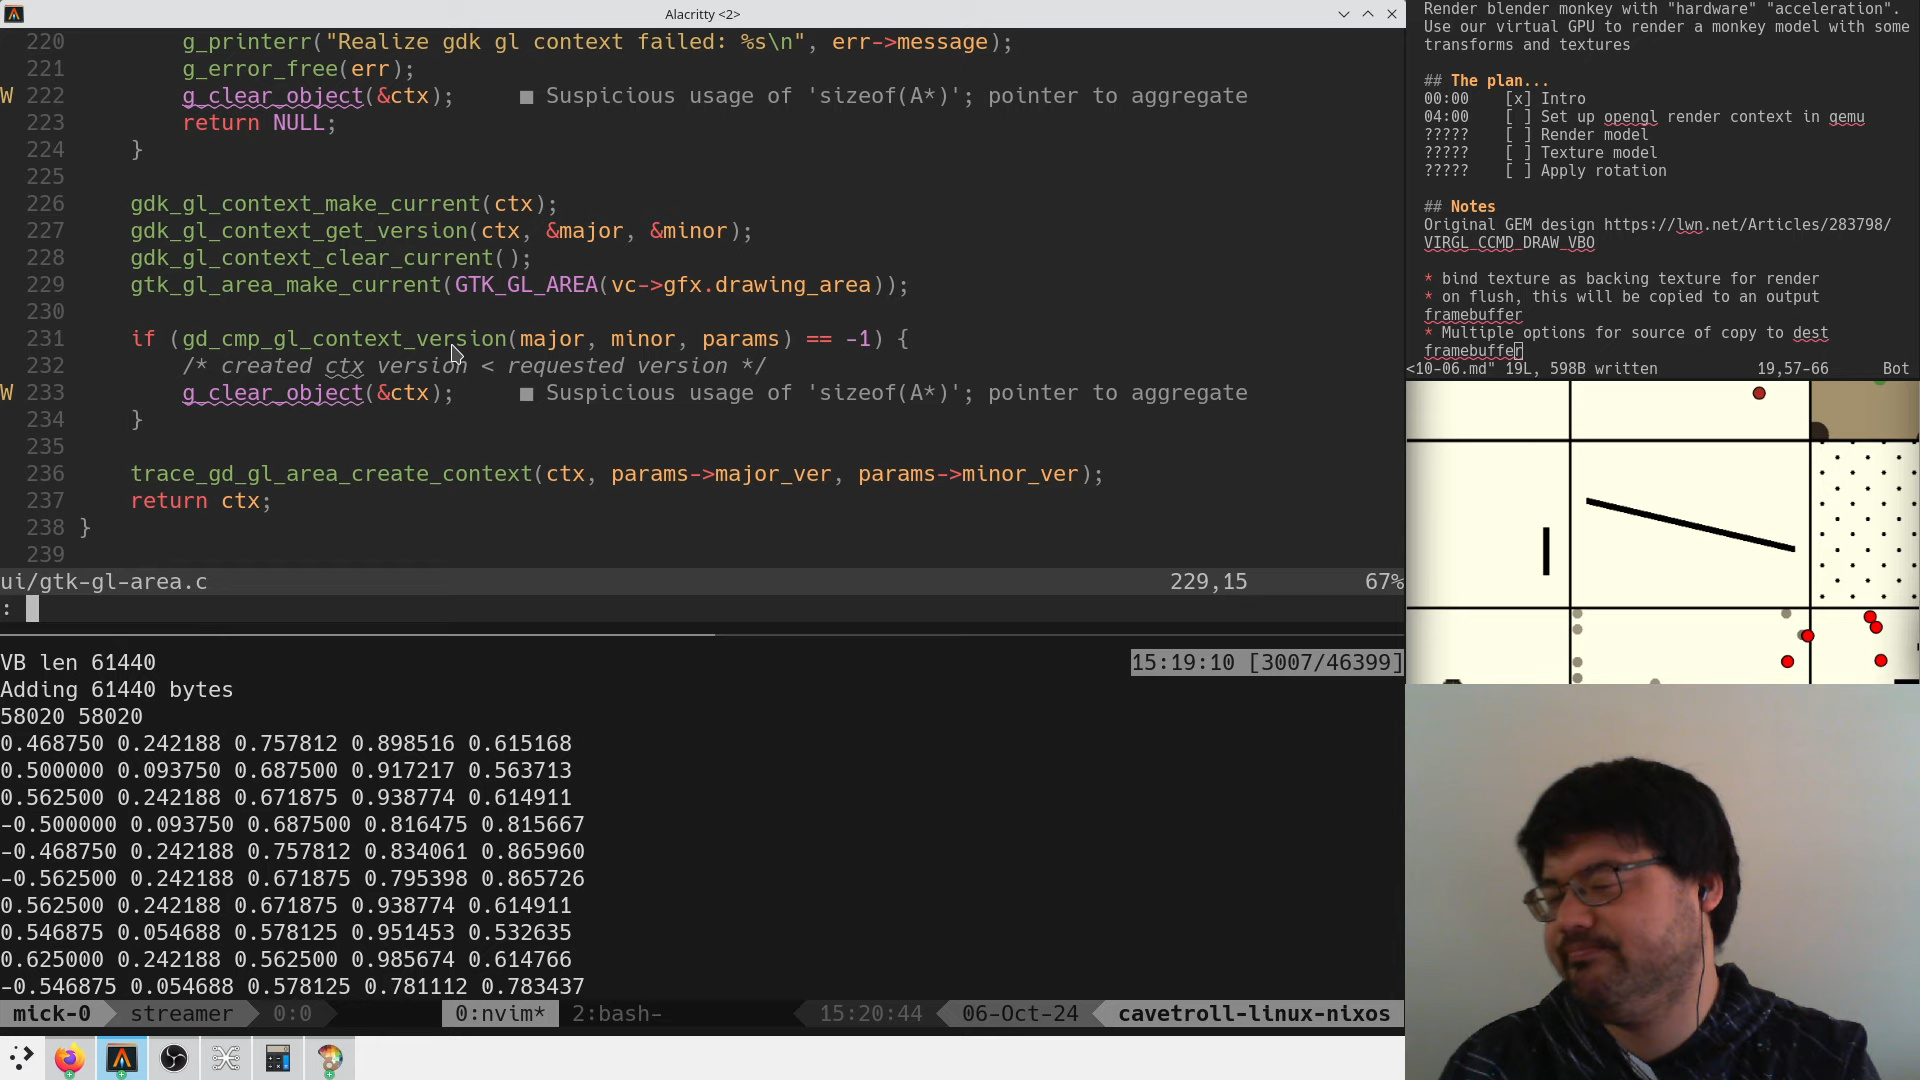 Alacritty <2>
220 g_printerr("Realize gdk gl context failed: %s\n", err->message);
221 g_error_free(err);
W 222 g_clear_object(&ctx); ■ Suspicious usage of 'sizeof(A*)'; pointer to aggregate
223 return NULL;
224 }
225
226 gdk_gl_context_make_current(ctx);
227 gdk_gl_context_get_version(ctx, &major, &minor);
228 gdk_gl_context_clear_current();
229 gtk_gl_area_make_current(GTK_GL_AREA(vc->gfx.drawing_area));
230
231 if (gd_cmp_gl_context_version(major, minor, params) == -1) {
232 /* created ctx version < requested version */
W 233 g_clear_object(&ctx); ■ Suspicious usage of 'sizeof(A*)'; pointer to aggregate
234 }
235
236 trace_gd_gl_area_create_context(ctx, params->major_ver, params->minor_ver);
237 return ctx;
238 }
239
ui/gtk-gl-area.c 229,15 67%
:
VB len 61440 15:19:10 [3007/46399]
Adding 61440 bytes
58020 58020
0.468750 0.242188 0.757812 0.898516 0.615168
0.500000 0.093750 0.687500 0.917217 0.563713
0.562500 0.242188 0.671875 0.938774 0.614911
-0.500000 0.093750 0.687500 0.816475 0.815667
-0.468750 0.242188 0.757812 0.834061 0.865960
-0.562500 0.242188 0.671875 0.795398 0.865726
0.562500 0.242188 0.671875 0.938774 0.614911
0.546875 0.054688 0.578125 0.951453 0.532635
0.625000 0.242188 0.562500 0.985674 0.614766
-0.546875 0.054688 0.578125 0.781112 0.783437
mick-0 streamer 0:0 0:nvim* 2:bash- 15:20:44 06-Oct-24 cavetroll-linux-nixos
Render blender monkey with "hardware" "acceleration".
Use our virtual GPU to render a monkey model with some
transforms and textures
## The plan...
00:00 [x] Intro
04:00 [ ] Set up opengl render context in qemu
????? [ ] Render model
????? [ ] Texture model
????? [ ] Apply rotation
## Notes
Original GEM design https://lwn.net/Articles/283798/
VIRGL_CCMD_DRAW_VBO
* bind texture as backing texture for render
* on flush, this will be copied to an output
framebuffer
* Multiple options for source of copy to dest
framebuffer
<10-06.md" 19L, 598B written 19,57-66 Bot